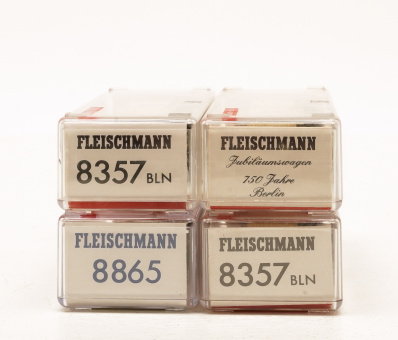 FLEISCHMANN
8357 BLN
FLEISCHMANN
Jubiläumswagen
750 Jahre
Berlin
FLEISCHMANN
8865
FLEISCHMANN
8357 BLN